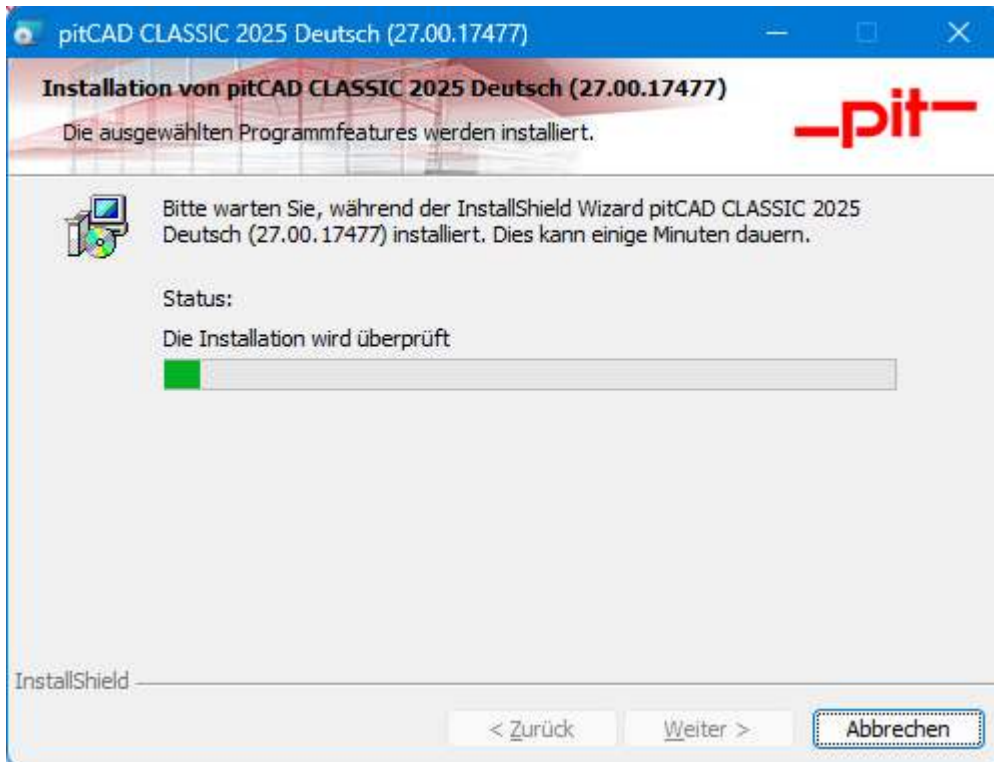 pitCAD CLASSIC 2025 Deutsch (27.00.17477)
Installation von pitCAD CLASSIC 2025 Deutsch (27.00.17477)
Die ausgewählten Programmfeatures werden installiert.
pit
Bitte warten Sie, während der InstallShield Wizard pitCAD CLASSIC 2025
Deutsch (27.00.17477) installiert. Dies kann einige Minuten dauern.
Status:
Die Installation wird überprüft
InstallShield
< Zurück
Weiter >
Abbrechen